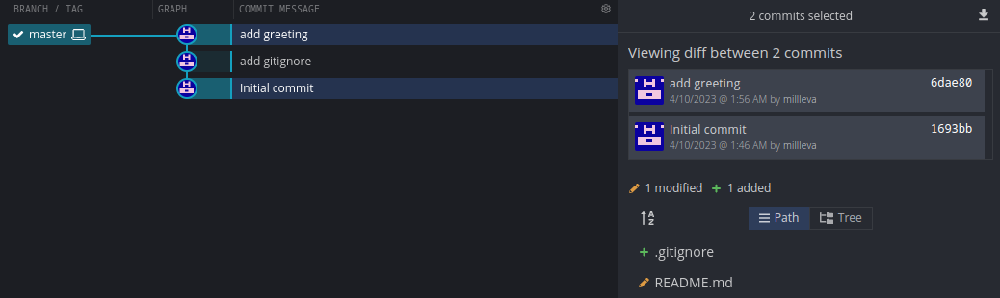 BRANCH / TAG
GRAPH
COMMIT MESSAGE
master
add greeting
add gitignore
Initial commit
2 commits selected
Viewing diff between 2 commits
add greeting 6dae80
4/10/2023 @ 1:56 AM by millleva
Initial commit 1693bb
4/10/2023 @ 1:46 AM by millleva
1 modified + 1 added
A Z
Path Tree
+ .gitignore
README.md